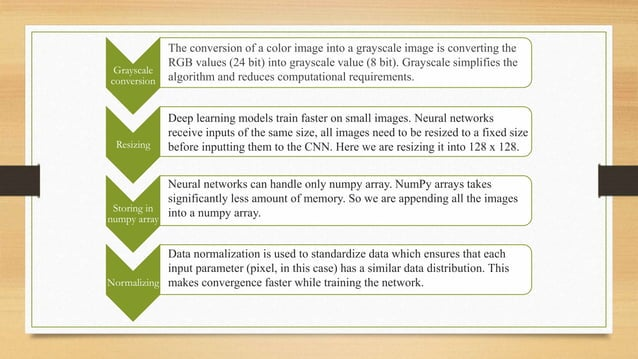 Grayscale
conversion
The conversion of a color image into a grayscale image is converting the
RGB values (24 bit) into grayscale value (8 bit). Grayscale simplifies the
algorithm and reduces computational requirements.
Resizing
Deep learning models train faster on small images. Neural networks
receive inputs of the same size, all images need to be resized to a fixed size
before inputting them to the CNN. Here we are resizing it into 128 x 128.
Storing in
numpy array
Neural networks can handle only numpy array. NumPy arrays takes
significantly less amount of memory. So we are appending all the images
into a numpy array.
Normalizing
Data normalization is used to standardize data which ensures that each
input parameter (pixel, in this case) has a similar data distribution. This
makes convergence faster while training the network.